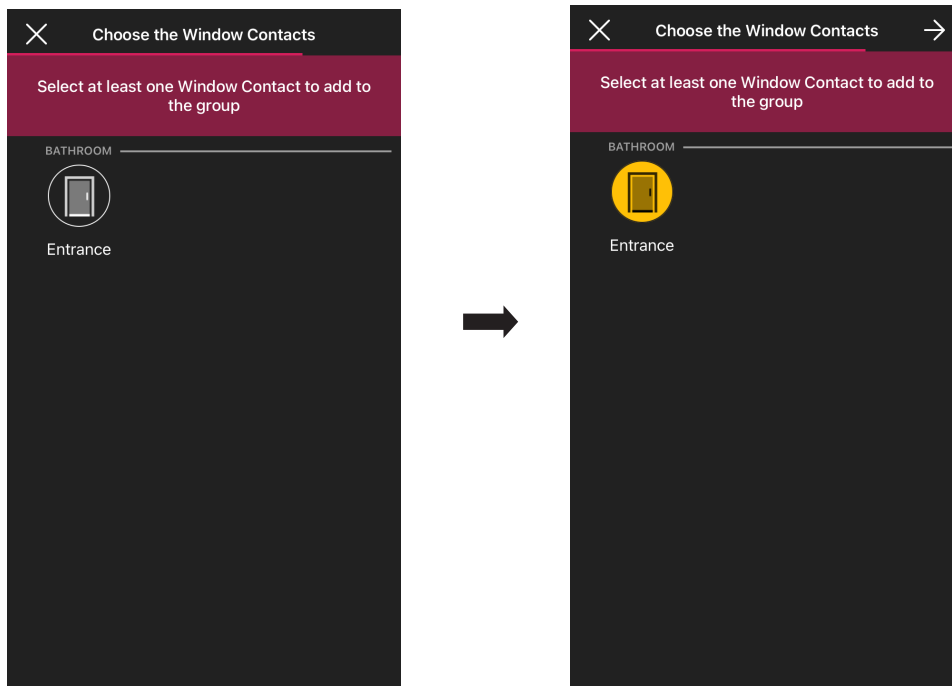 Choose the Window Contacts
Select at least one Window Contact to add to
the group
BATHROOM
Entrance
Choose the Window Contacts
Select at least one Window Contact to add to
the group
BATHROOM
Entrance